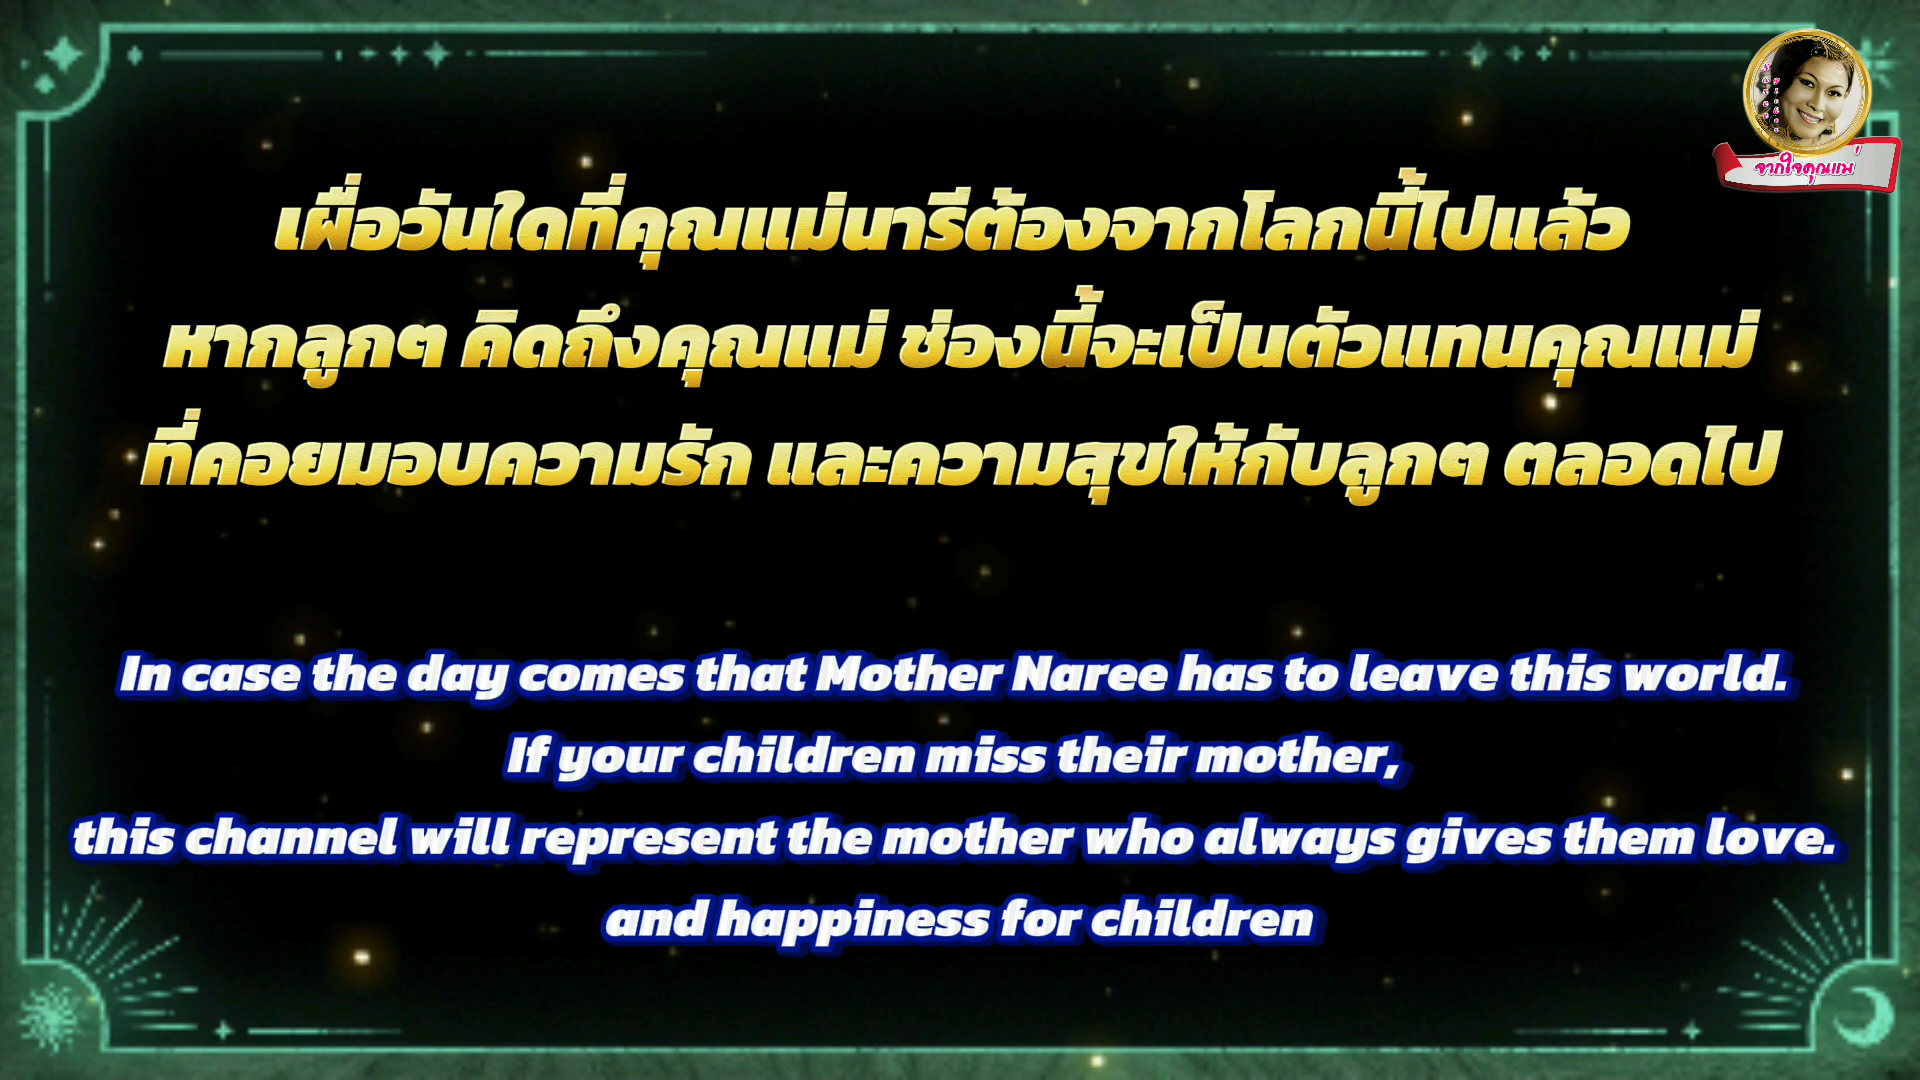 จากใจคุณแม่
เผื่อวันใดที่คุณแม่นารีต้องจากโลกนี้ไปแล้ว
หากลูกๆ คิดถึงคุณแม่ ช่องนี้จะเป็นตัวแทนคุณแม่
ที่คอยมอบความรัก และความสุขให้กับลูกๆ ตลอดไป
In case the day comes that Mother Naree has to leave this world.
If your children miss their mother,
this channel will represent the mother who always gives them love.
and happiness for children